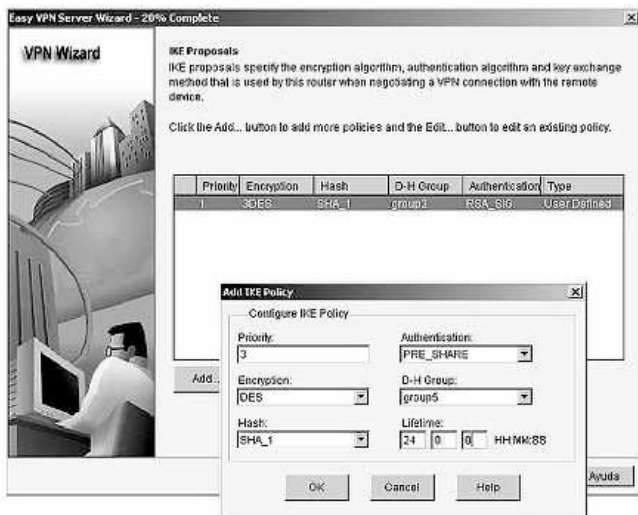 Easy VPN Server Wizard - 20% Complete
VPN Wizard
IKE Proposals
IKE proposals specify the encryption algorithm, authentication algorithm and key exchange
method that is used by this router when negotiating a VPN connection with the remote
device.
Click the Add... button to add more policies and the Edit... button to edit an existing policy.
Priority Encryption Hash D-H Group Authentication Type
1 3DES SHA_1 group2 RSA_SIG User Defined
Add...
Add IKE Policy
Configure IKE Policy
Priority: Authentication:
3 PRE_SHARE
Encryption: D-H Group:
DES group5
Hash: Lifetime:
SHA_1 24 0 0 HH:MM:SS
OK Cancel Help
Ayuda